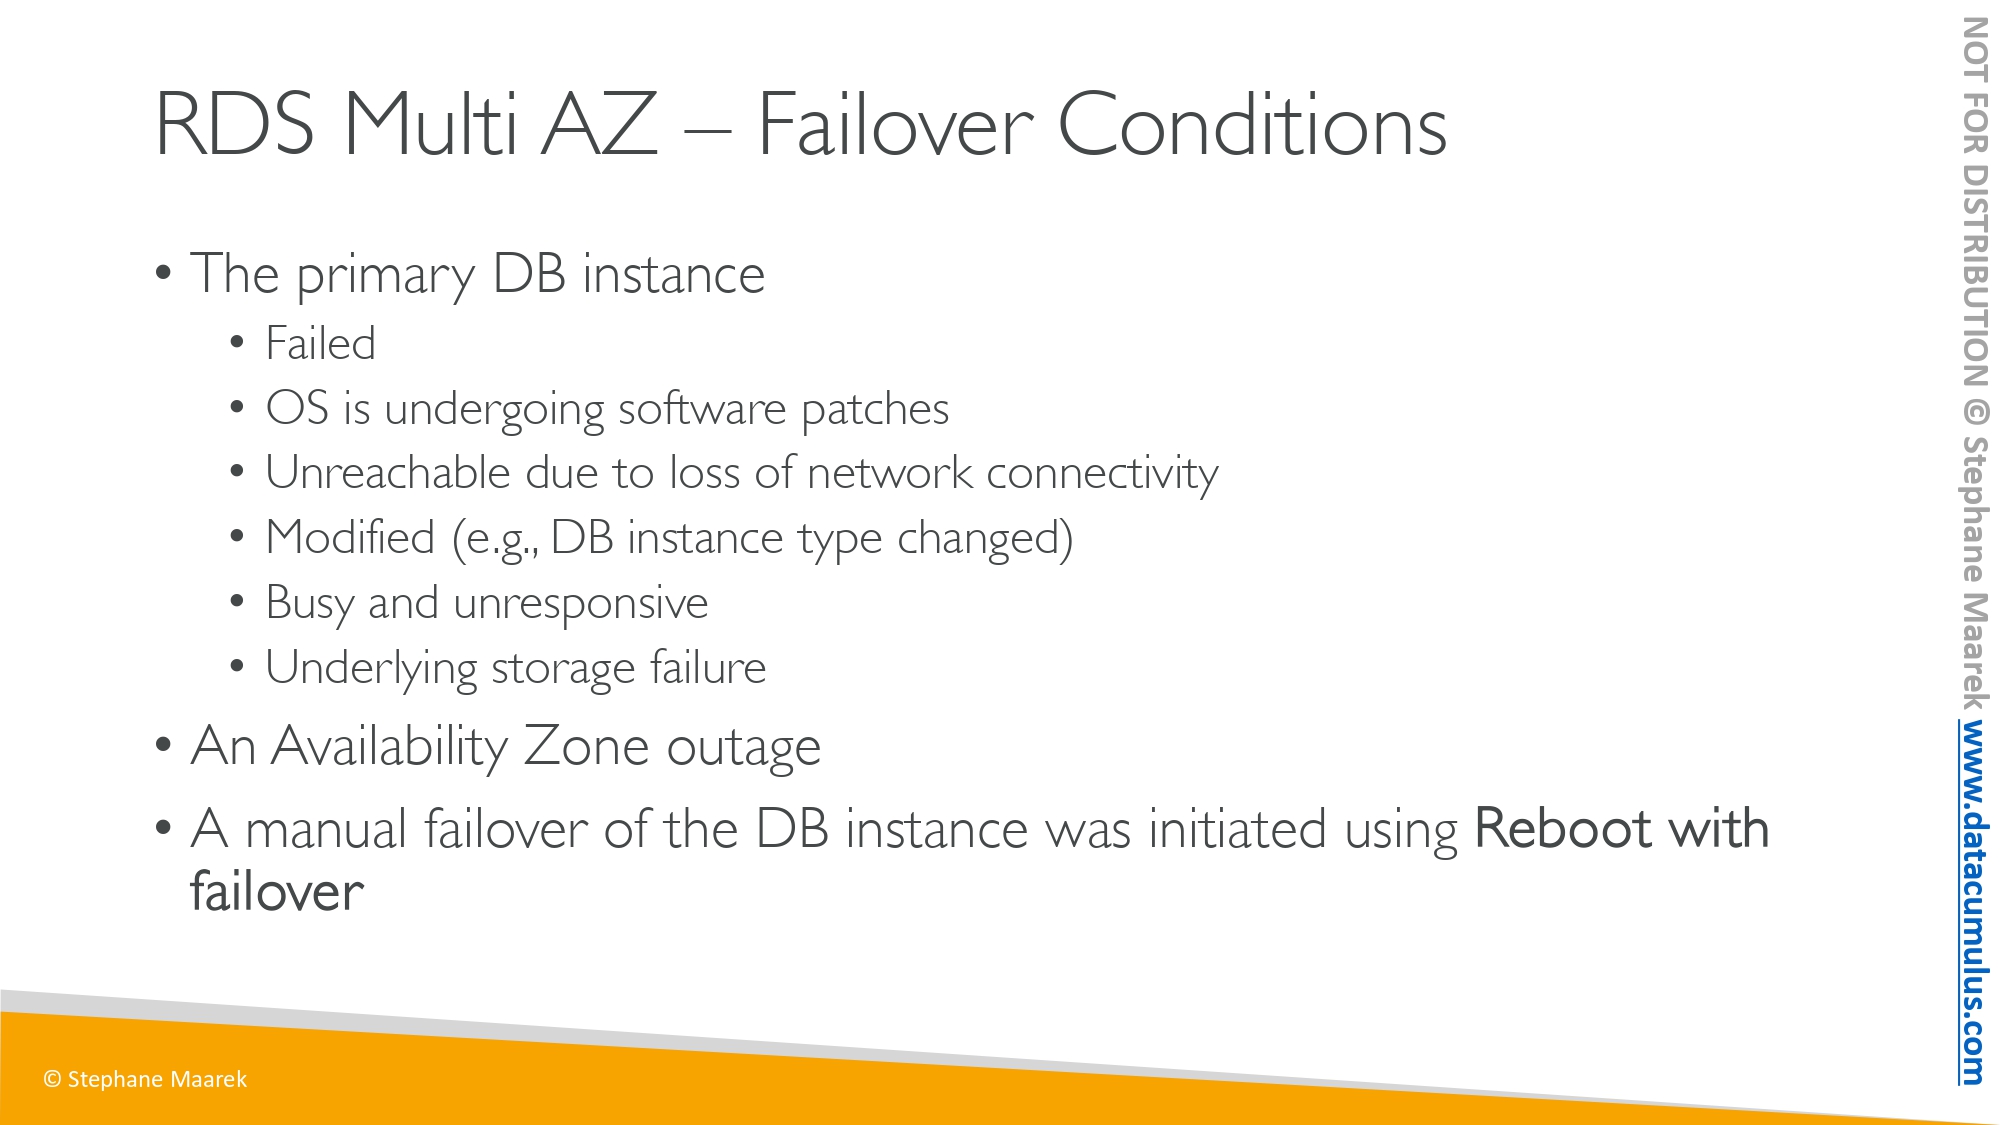 RDS Multi AZ – Failover Conditions
• The primary DB instance
• Failed
• OS is undergoing software patches
• Unreachable due to loss of network connectivity
• Modified (e.g., DB instance type changed)
• Busy and unresponsive
• Underlying storage failure
• An Availability Zone outage
• A manual failover of the DB instance was initiated using Reboot with
failover
© Stephane Maarek
NOT FOR DISTRIBUTION © Stephane Maarek www.datacumulus.com